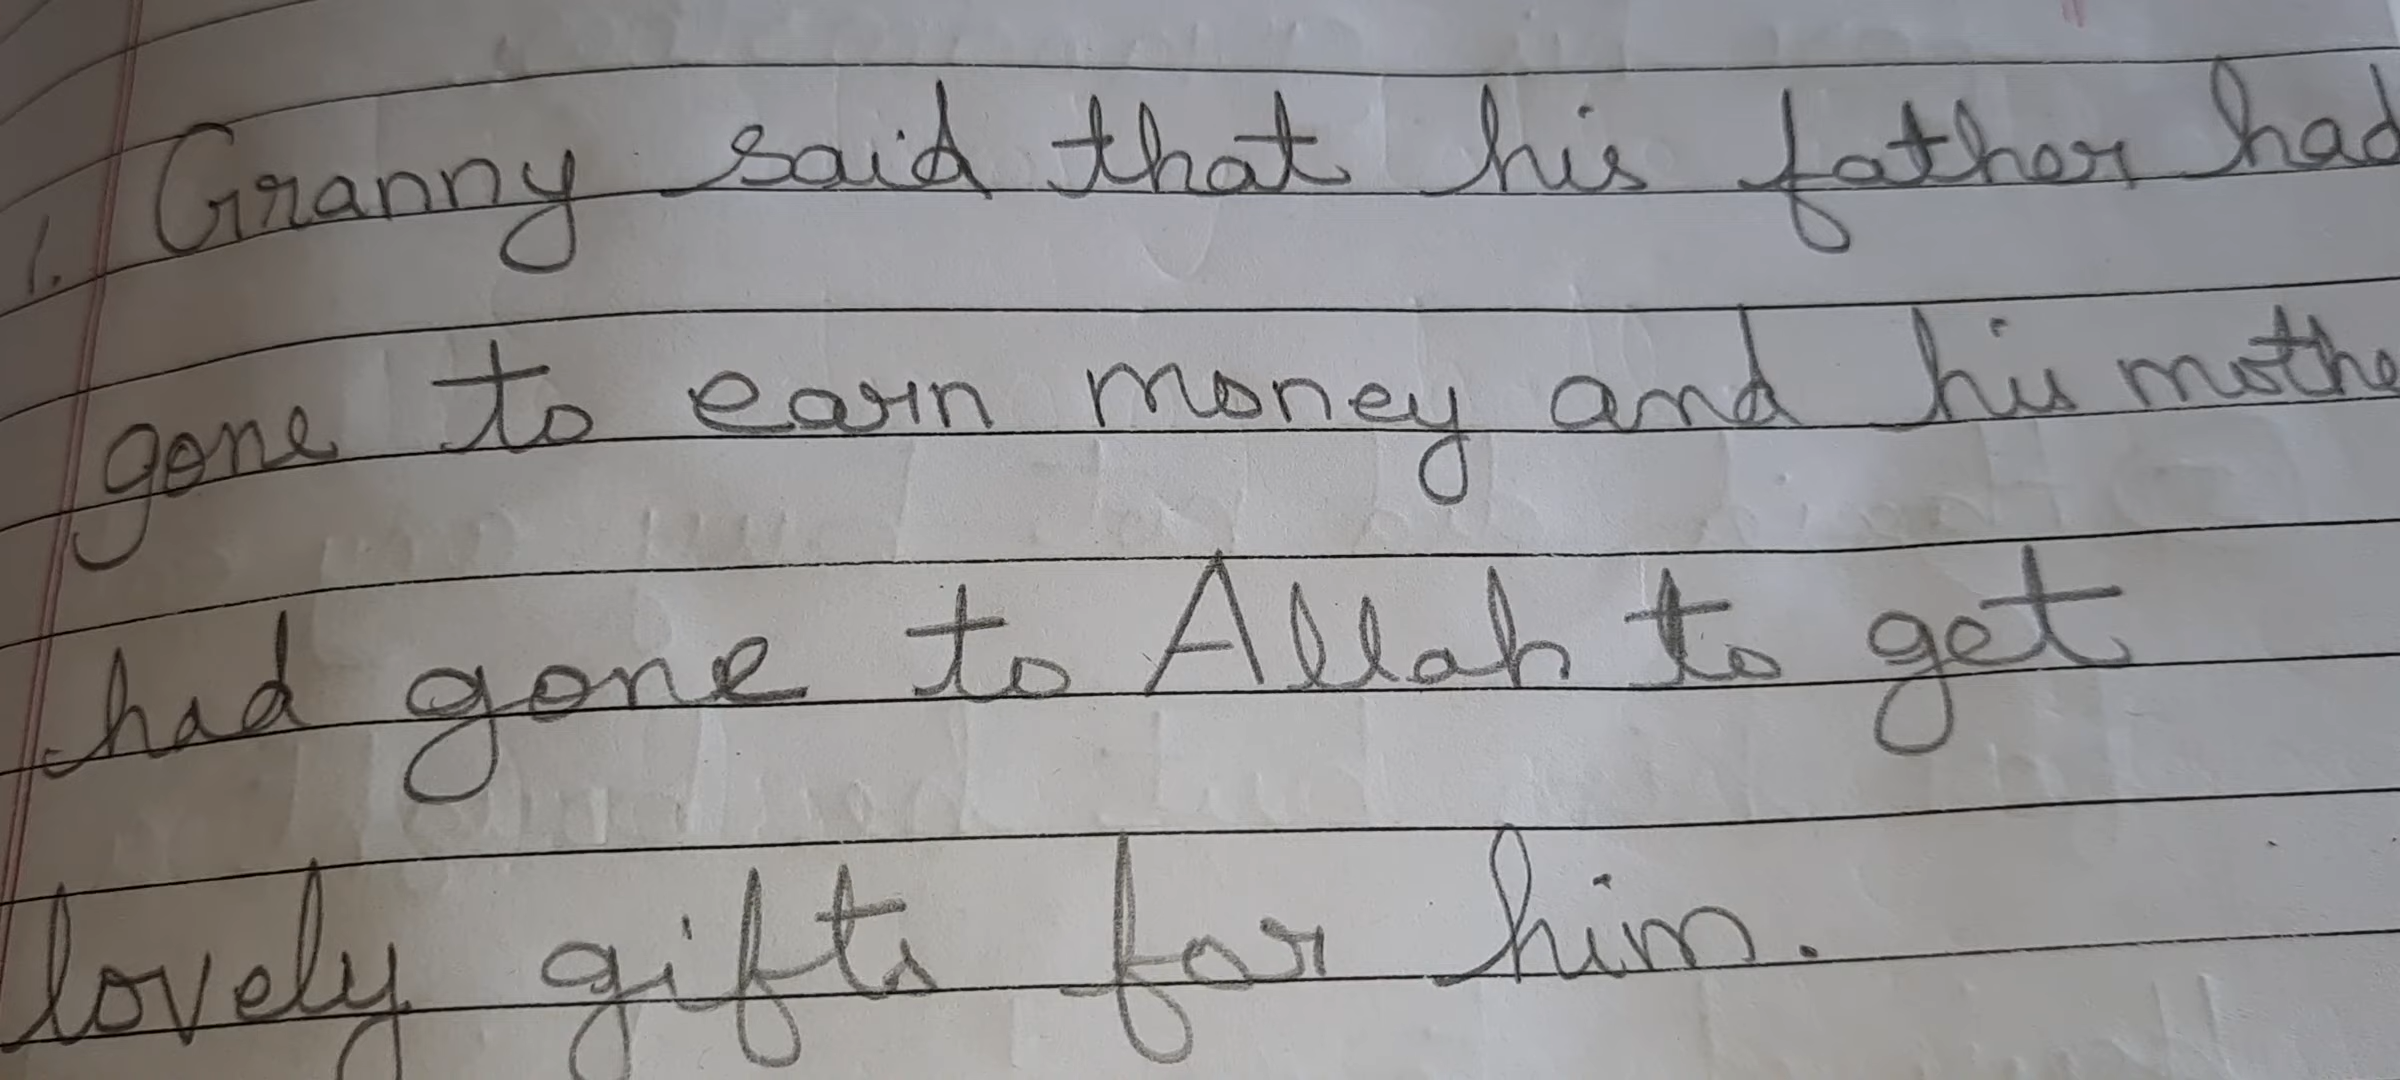 1. Granny said that his father had
gone to earn money and his mothe
had gone to Allah to get
lovely gifts for him.